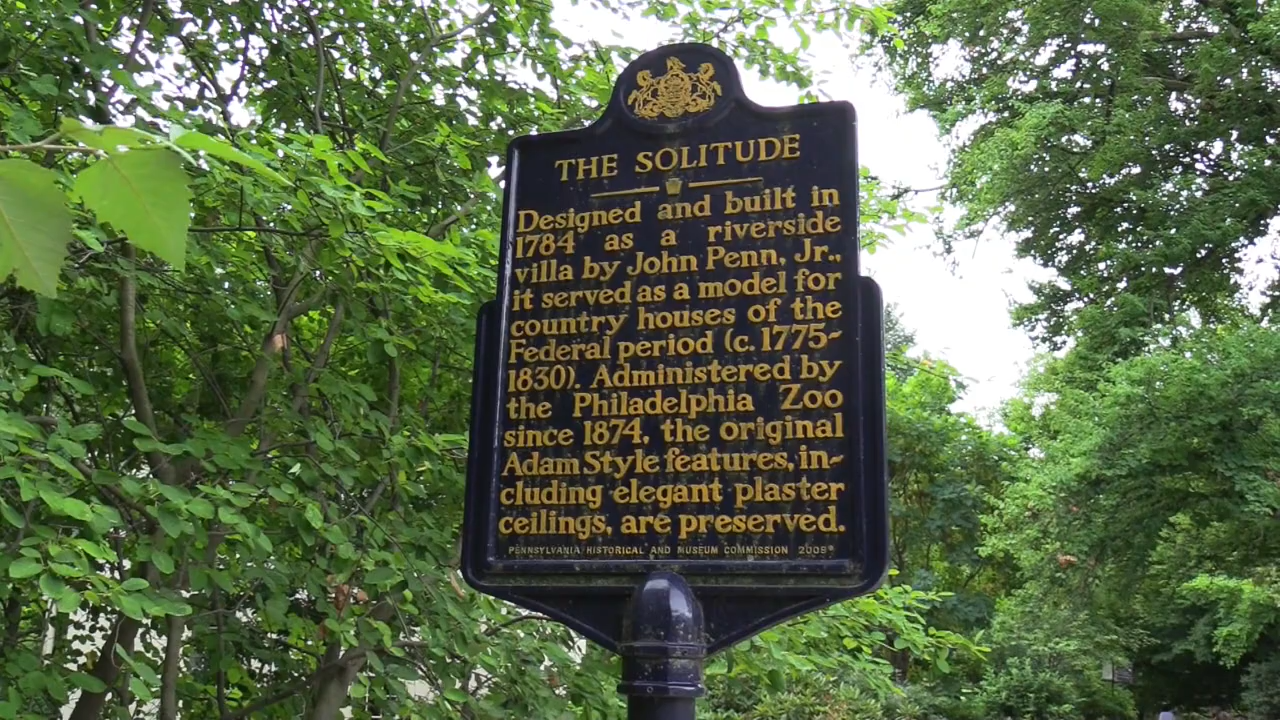 THE SOLITUDE
Designed and built in
1784 as a riverside
villa by John Penn, Jr.,
it served as a model for
country houses of the
Federal period (c. 1775-
1830). Administered by
the Philadelphia Zoo
since 1874, the original
Adam Style features, in-
cluding elegant plaster
ceilings, are preserved.
PENNSYLVANIA HISTORICAL AND MUSEUM COMMISSION